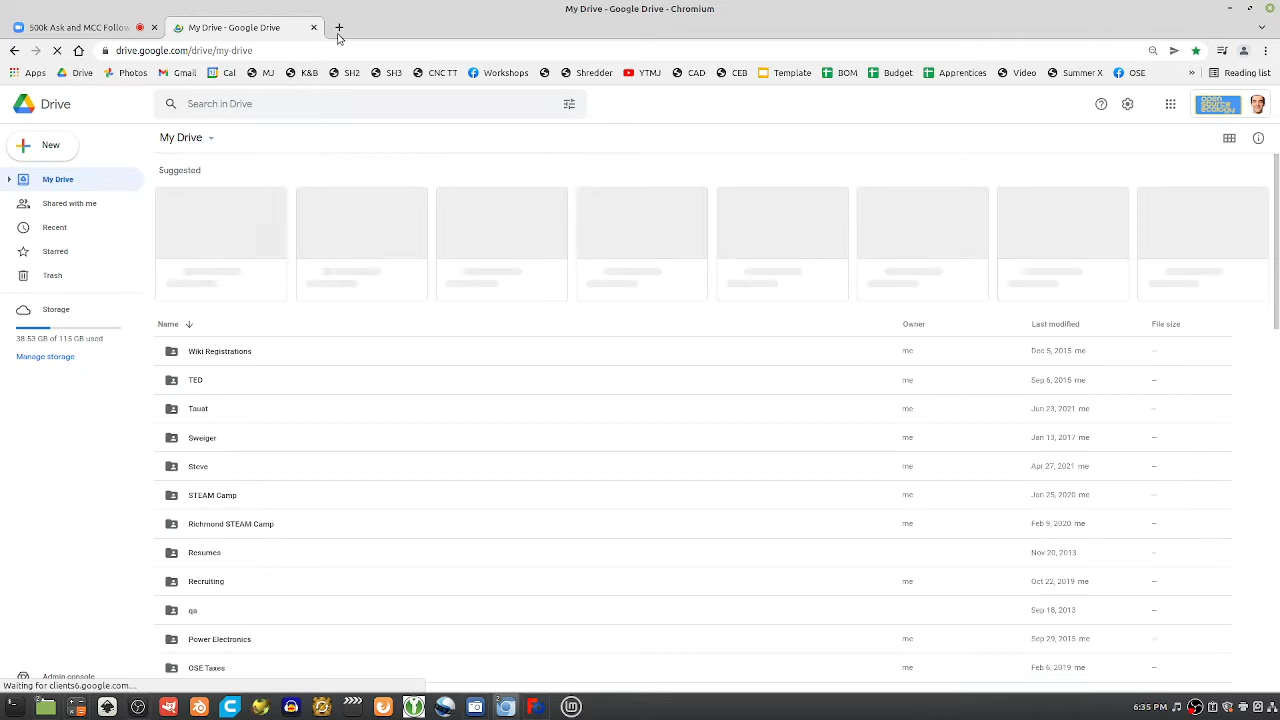 My Drive - Google Drive - Chromium
500k Ask and MCC Follow
My Drive - Google Drive
drive.google.com/drive/my-drive
Apps Drive Photos Gmail Cal MJ K&B SH2 SH3 CNC TT Workshops Shredder YTMJ CAD CEB Template BOM Budget Apprentices Video Summer X OSE » Reading list
Drive
Search in Drive
open source ecology
New
My Drive
My Drive
Shared with me
Recent
Starred
Trash
Storage
38.53 GB of 115 GB used
Manage storage
Admin console
Suggested
Name Owner Last modified File size
Wiki Registrations me Dec 5, 2015 me –
TED me Sep 6, 2015 me –
Tauat me Jun 23, 2021 me –
Sweiger me Jan 13, 2017 me –
Steve me Apr 27, 2021 me –
STEAM Camp me Jan 25, 2020 me –
Richmond STEAM Camp me Feb 9, 2020 me –
Resumes Nov 20, 2013 –
Recruiting me Oct 22, 2019 me –
qa Sep 18, 2013 –
Power Electronics me Sep 29, 2015 me –
OSE Taxes me Feb 6, 2019 me –
Waiting for clients6.google.com...
6:35 PM